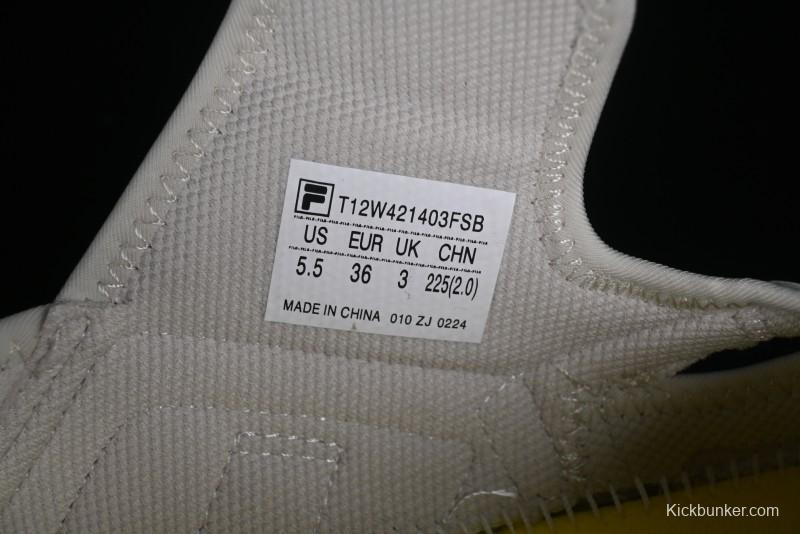 F T12W421403FSB
US EUR UK CHN
5.5 36 3 225(2.0)
MADE IN CHINA 010 ZJ 0224
Kickbunker.com